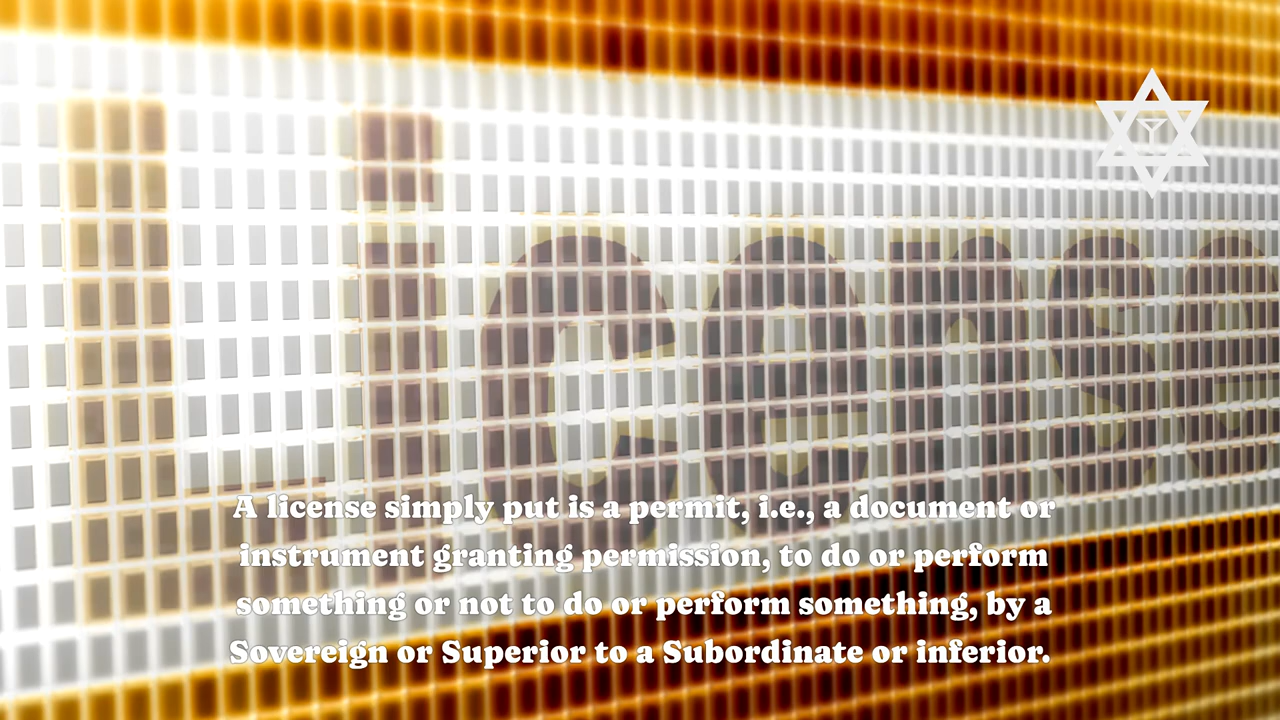 License
A license simply put is a permit, i.e., a document or
instrument granting permission, to do or perform
something or not to do or perform something, by a
Sovereign or Superior to a Subordinate or inferior.